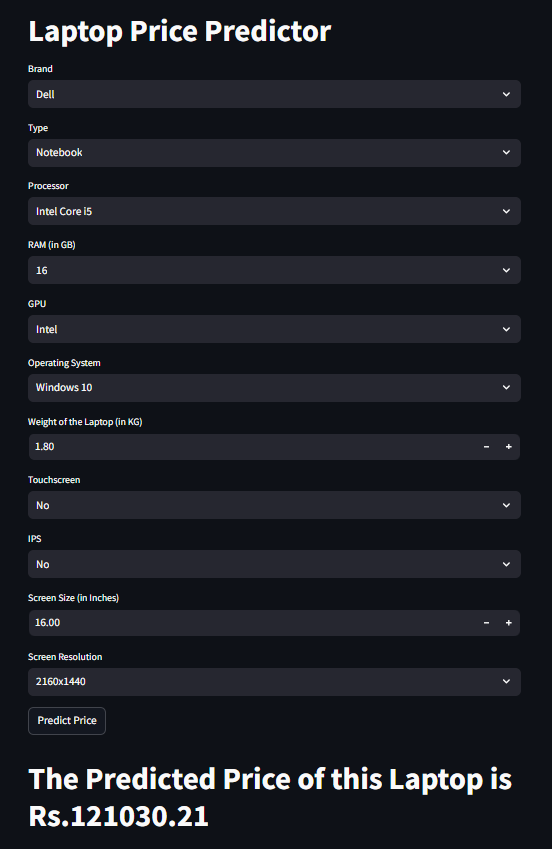 Laptop Price Predictor
Brand
Dell
Type
Notebook
Processor
Intel Core i5
RAM (in GB)
16
GPU
Intel
Operating System
Windows 10
Weight of the Laptop (in KG)
1.80
Touchscreen
No
IPS
No
Screen Size (in Inches)
16.00
Screen Resolution
2160x1440
Predict Price
The Predicted Price of this Laptop is
Rs.121030.21